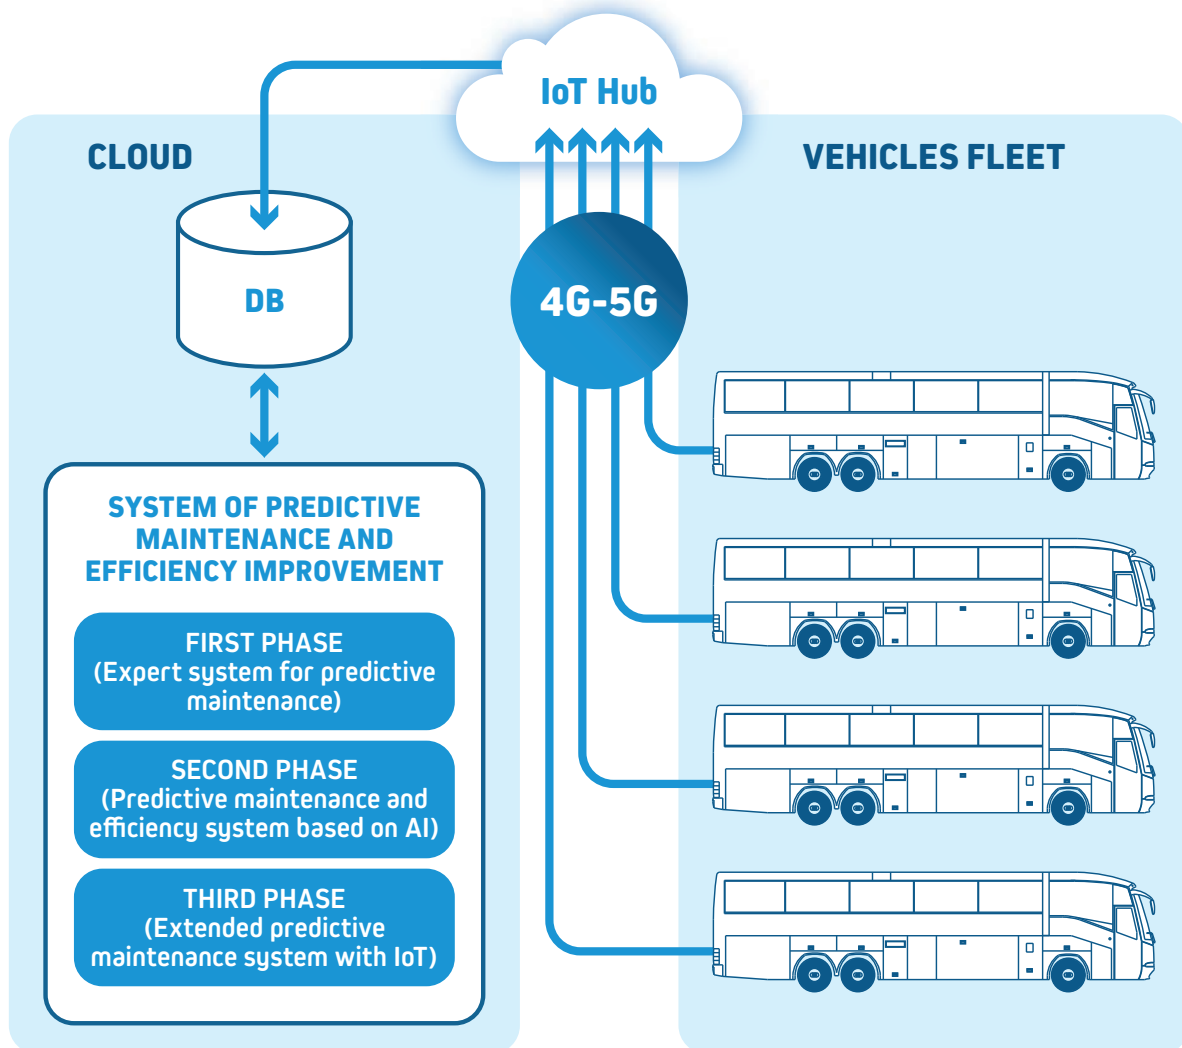 IoT Hub
CLOUD
VEHICLES FLEET
DB
4G-5G
SYSTEM OF PREDICTIVE
MAINTENANCE AND
EFFICIENCY IMPROVEMENT
FIRST PHASE
(Expert system for predictive
maintenance)
SECOND PHASE
(Predictive maintenance and
efficiency system based on AI)
THIRD PHASE
(Extended predictive
maintenance system with IoT)